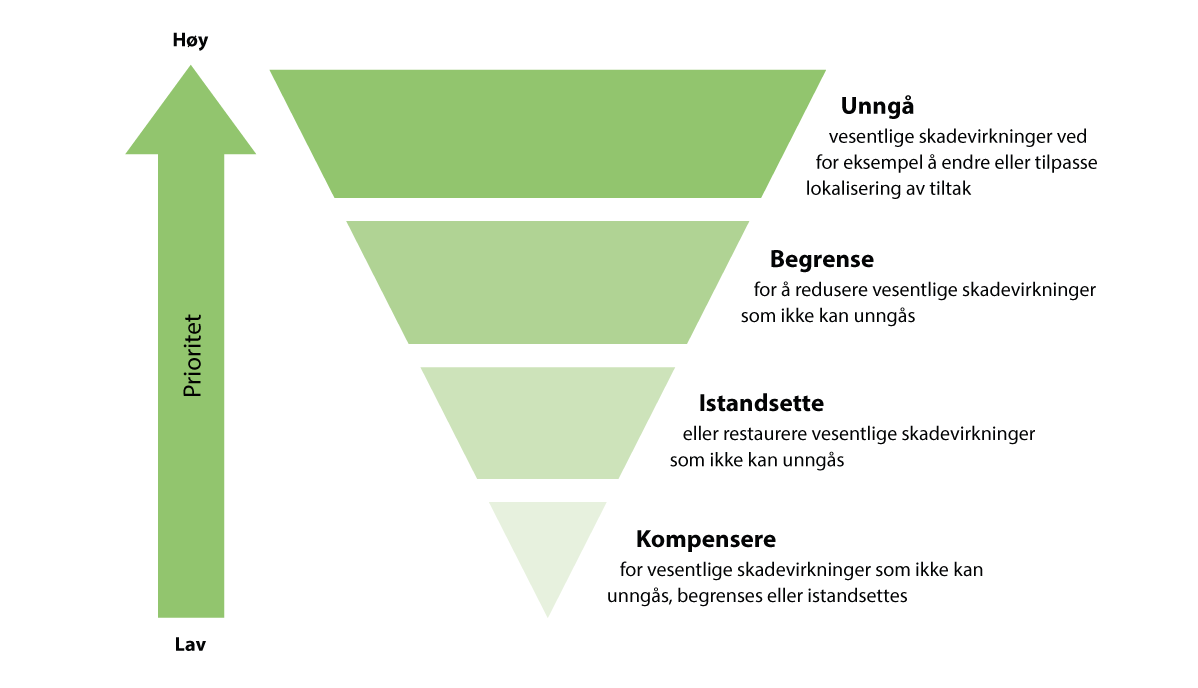 Høy
Prioritet
Lav
Unngå
vesentlige skadevirkninger ved
for eksempel å endre eller tilpasse
lokalisering av tiltak
Begrense
for å redusere vesentlige skadevirkninger
som ikke kan unngås
Istandsette
eller restaurere vesentlige skadevirkninger
som ikke kan unngås
Kompensere
for vesentlige skadevirkninger som ikke kan
unngås, begrenses eller istandsettes